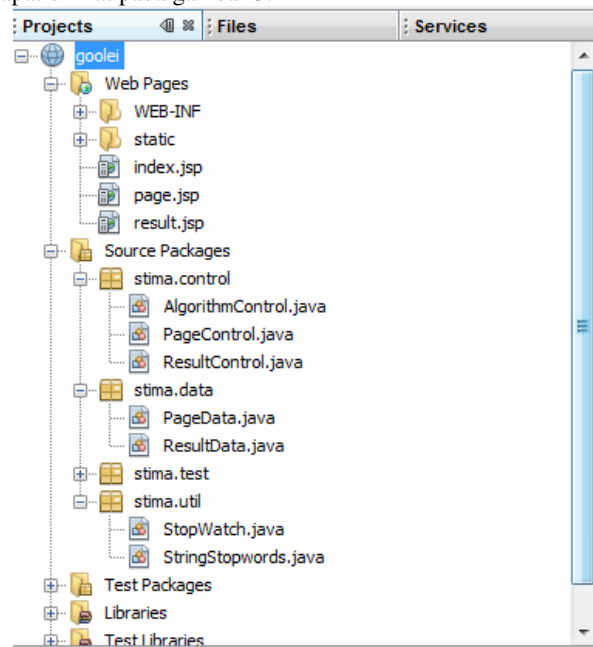 Projects Files Services
goolei
Web Pages
WEB-INF
static
index.jsp
page.jsp
result.jsp
Source Packages
stima.control
AlgorithmControl.java
PageControl.java
ResultControl.java
stima.data
PageData.java
ResultData.java
stima.test
stima.util
StopWatch.java
StringStopwords.java
Test Packages
Libraries
Test Libraries